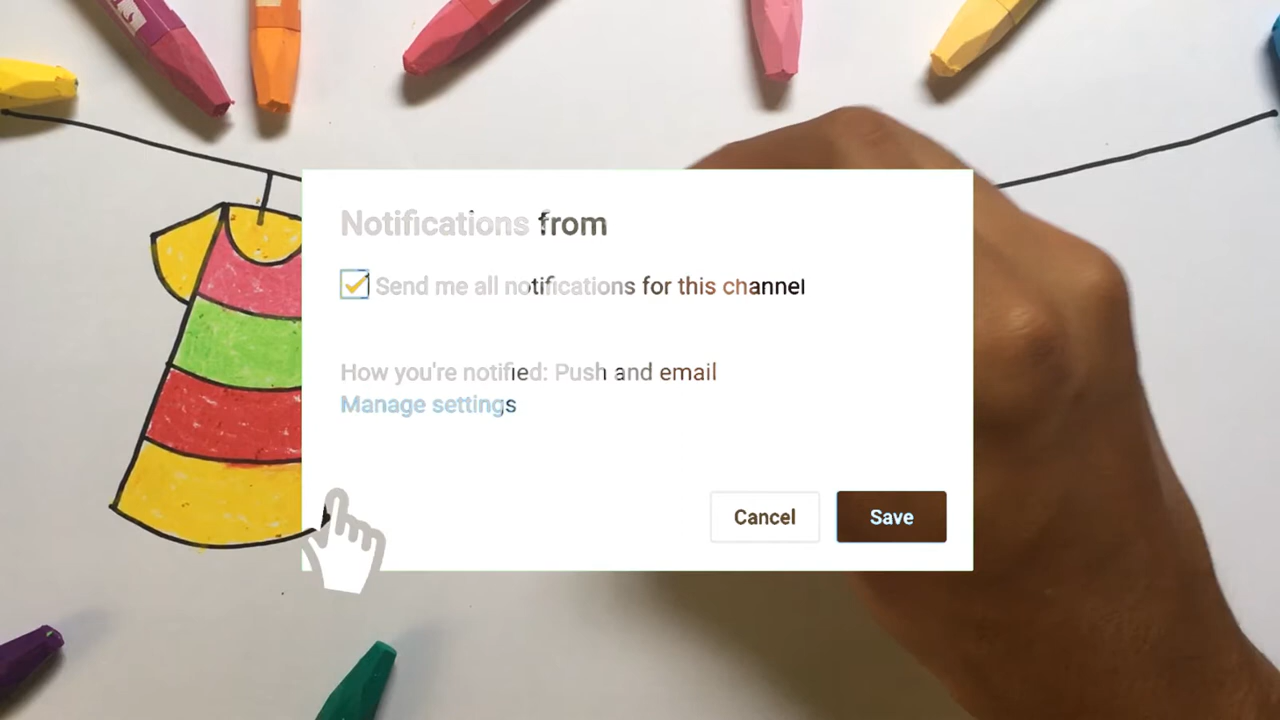 Notifications from
Send me all notifications for this channel
How you're notified: Push and email
Manage settings
Cancel
Save